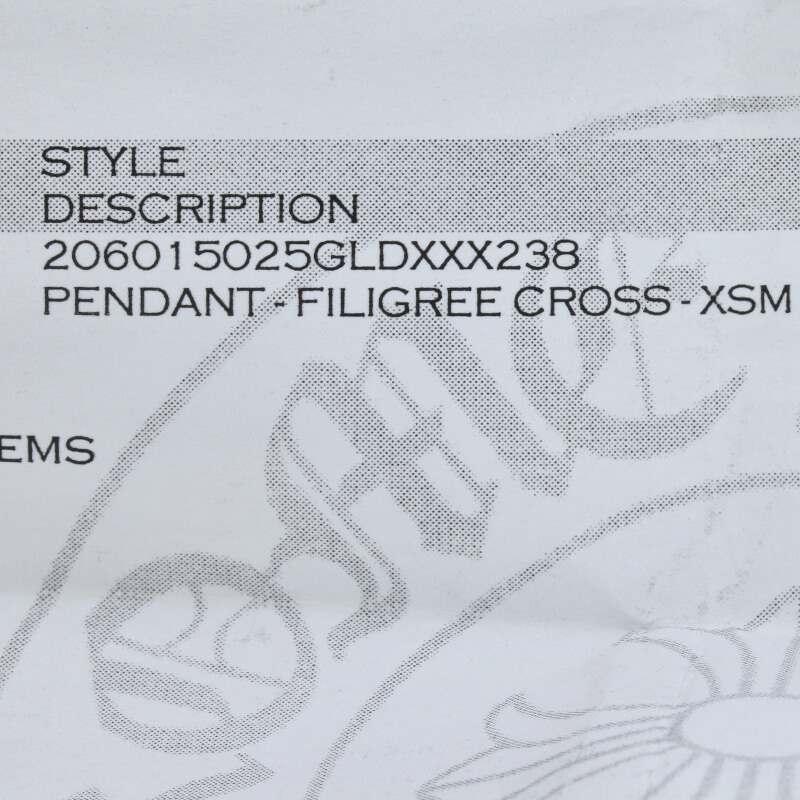 STYLE
DESCRIPTION
206015025GLDXXX238
PENDANT - FILIGREE CROSS - XSM
EMS